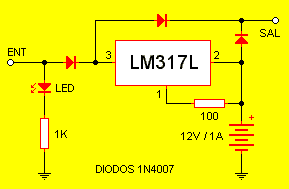 ENT
SAL
3
LM317L
2
LED
1
100
1K
+
12V / 1A
DIODOS 1N4007